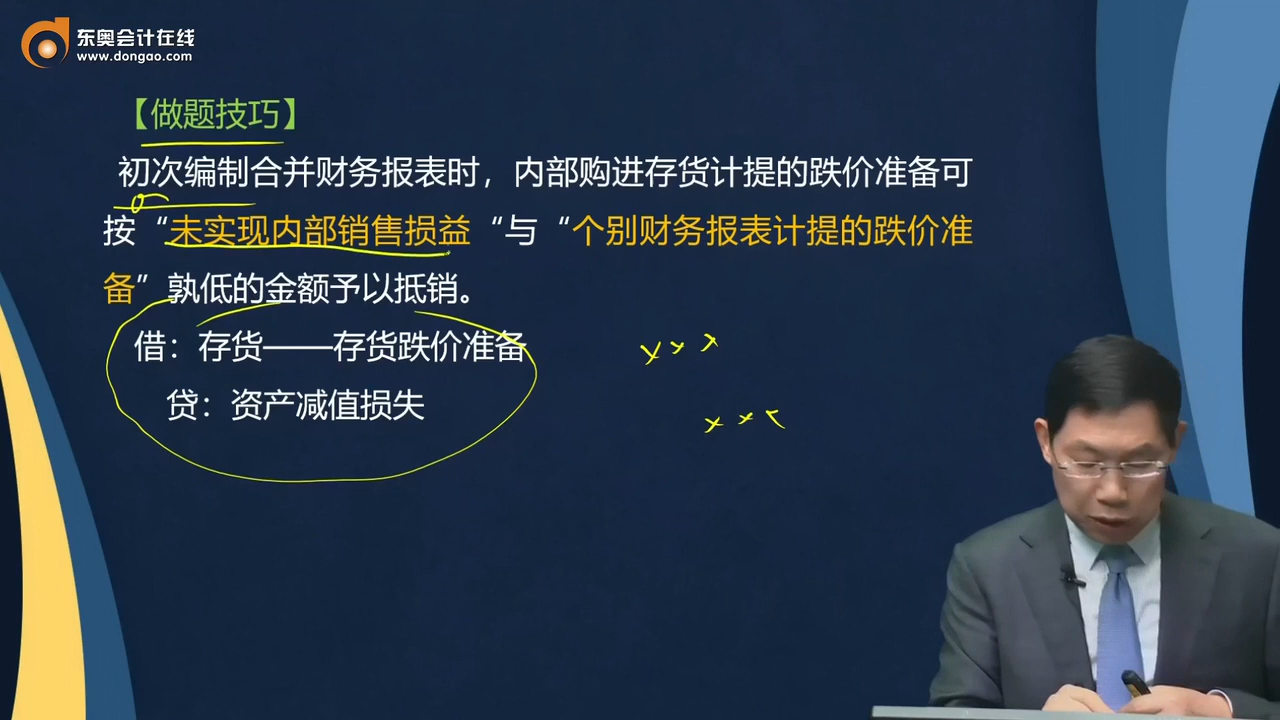 东奥会计在线
www.dongao.com
【做题技巧】
初次编制合并财务报表时，内部购进存货计提的跌价准备可
按“未实现内部销售损益“与“个别财务报表计提的跌价准
备”孰低的金额予以抵销。
借：存货——存货跌价准备 ×××
贷：资产减值损失 ×××